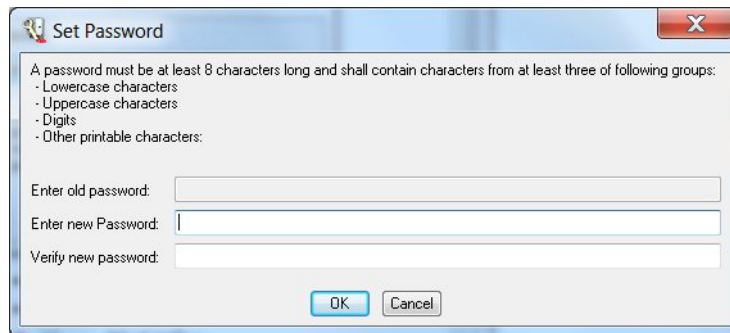 Set Password
A password must be at least 8 characters long and shall contain characters from at least three of following groups:
- Lowercase characters
- Uppercase characters
- Digits
- Other printable characters:
Enter old password:
Enter new Password:
Verify new password:
OK Cancel